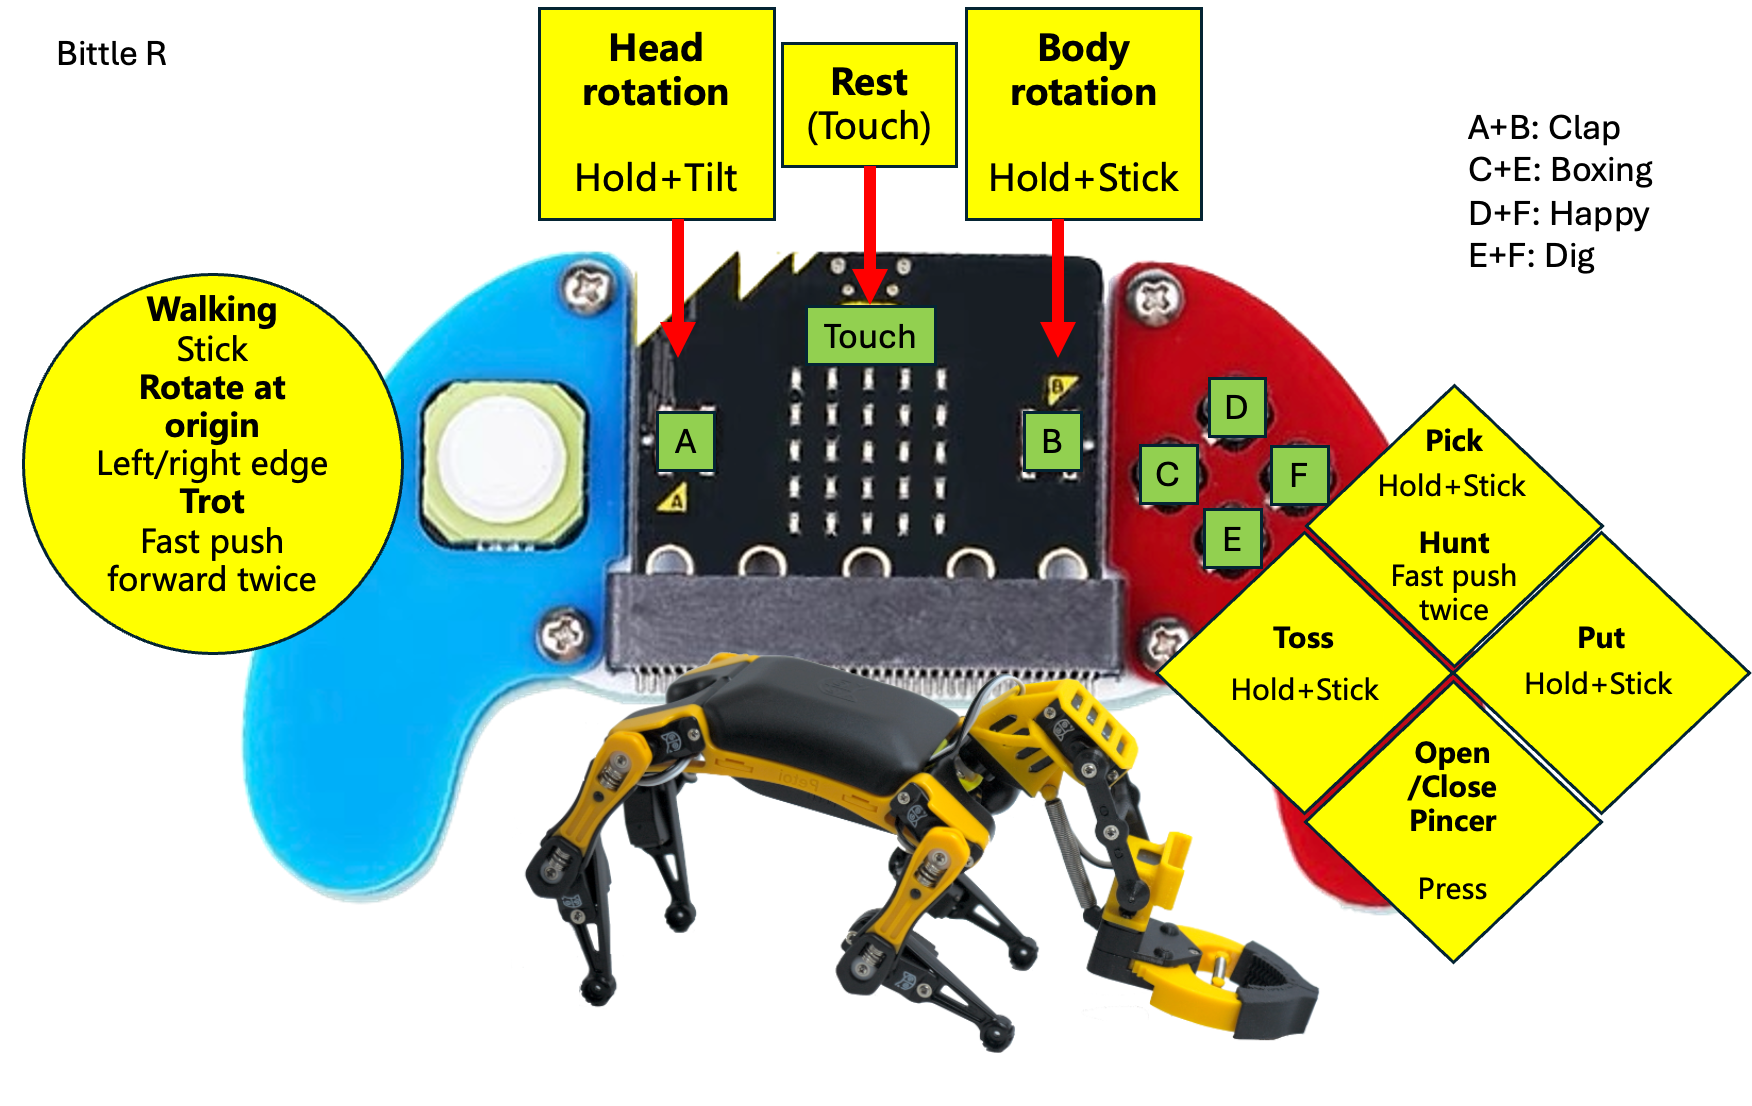 Bittle R
Head
rotation
Hold+Tilt
Rest
(Touch)
Body
rotation
Hold+Stick
A+B: Clap
C+E: Boxing
D+F: Happy
E+F: Dig
Walking
Stick
Rotate at
origin
Left/right edge
Trot
Fast push
forward twice
Touch
A
A
B
B
D
C
F
E
Pick
Hold+Stick
Hunt
Fast push
twice
Toss
Hold+Stick
Put
Hold+Stick
Open
/Close
Pincer
Press
Petoi